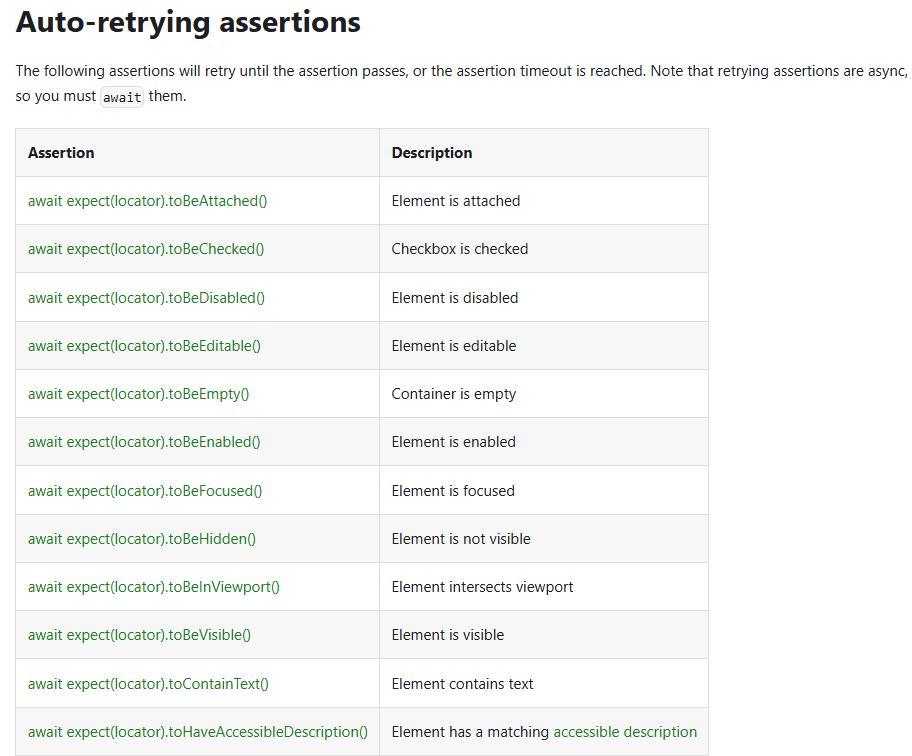 Auto-retrying assertions
The following assertions will retry until the assertion passes, or the assertion timeout is reached. Note that retrying assertions are async,
so you must await them.
Assertion Description
await expect(locator).toBeAttached() Element is attached
await expect(locator).toBeChecked() Checkbox is checked
await expect(locator).toBeDisabled() Element is disabled
await expect(locator).toBeEditable() Element is editable
await expect(locator).toBeEmpty() Container is empty
await expect(locator).toBeEnabled() Element is enabled
await expect(locator).toBeFocused() Element is focused
await expect(locator).toBeHidden() Element is not visible
await expect(locator).toBeInViewport() Element intersects viewport
await expect(locator).toBeVisible() Element is visible
await expect(locator).toContainText() Element contains text
await expect(locator).toHaveAccessibleDescription() Element has a matching accessible description